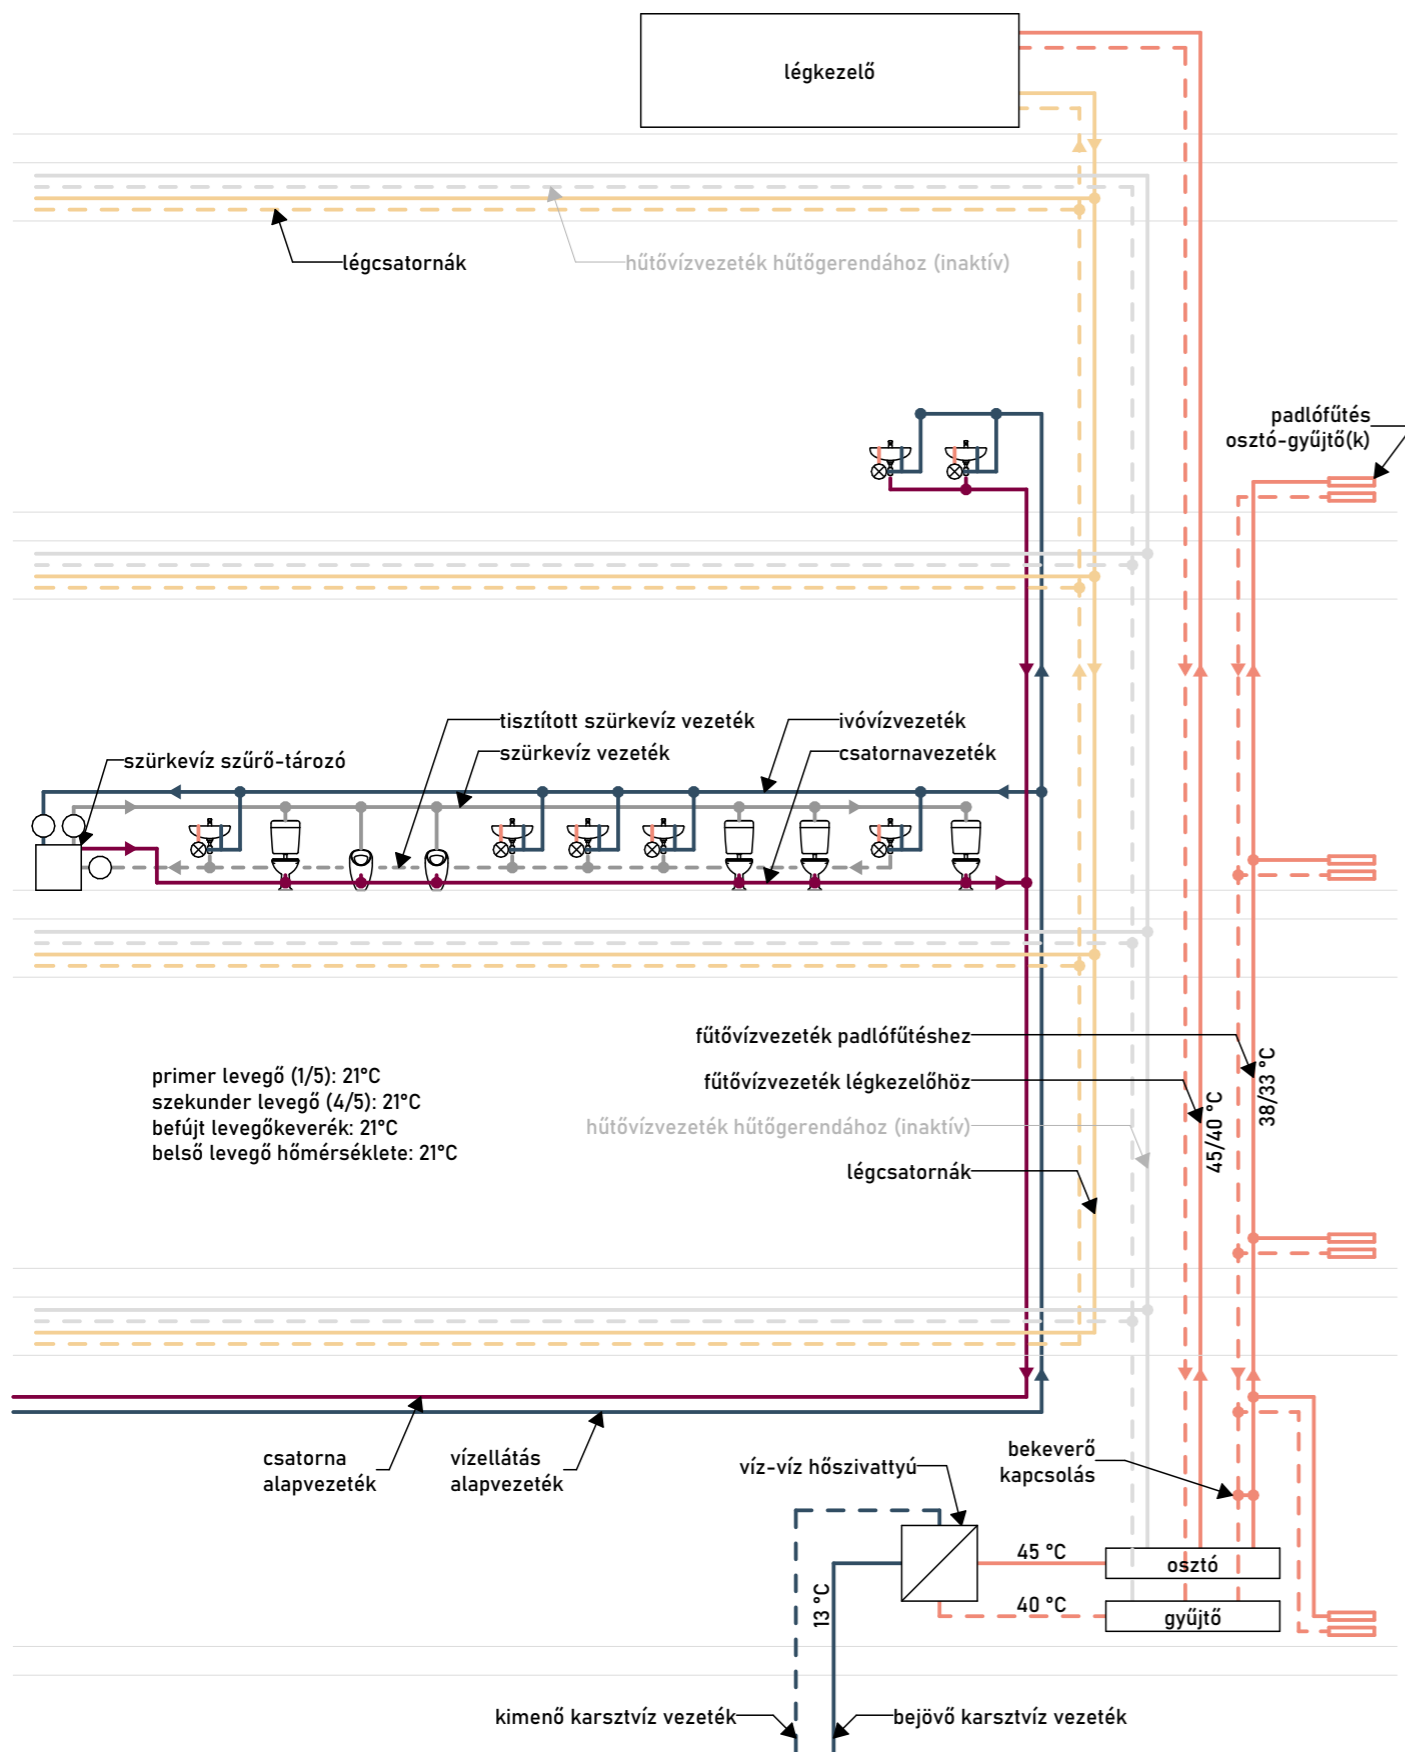 légkezelő
légcsatornák
hűtővízvezeték hűtőgerendához (inaktív)
padlófűtés
osztó-gyűjtő(k)
tisztított szürkevíz vezeték
ivóvízvezeték
szürkevíz szűrő-tározó
szürkevíz vezeték
csatornavezeték
fűtővízvezeték padlófűtéshez
primer levegő (1/5): 21°C
szekunder levegő (4/5): 21°C
befújt levegőkeverék: 21°C
belső levegő hőmérséklete: 21°C
fűtővízvezeték légkezelőhöz
hűtővízvezeték hűtőgerendához (inaktív)
légcsatornák
45/40 °C
38/33 °C
csatorna
alapvezeték
vízellátás
alapvezeték
víz-víz hőszivattyú
bekeverő
kapcsolás
45 °C
osztó
40 °C
gyűjtő
13 °C
kimenő karsztvíz vezeték
bejövő karsztvíz vezeték